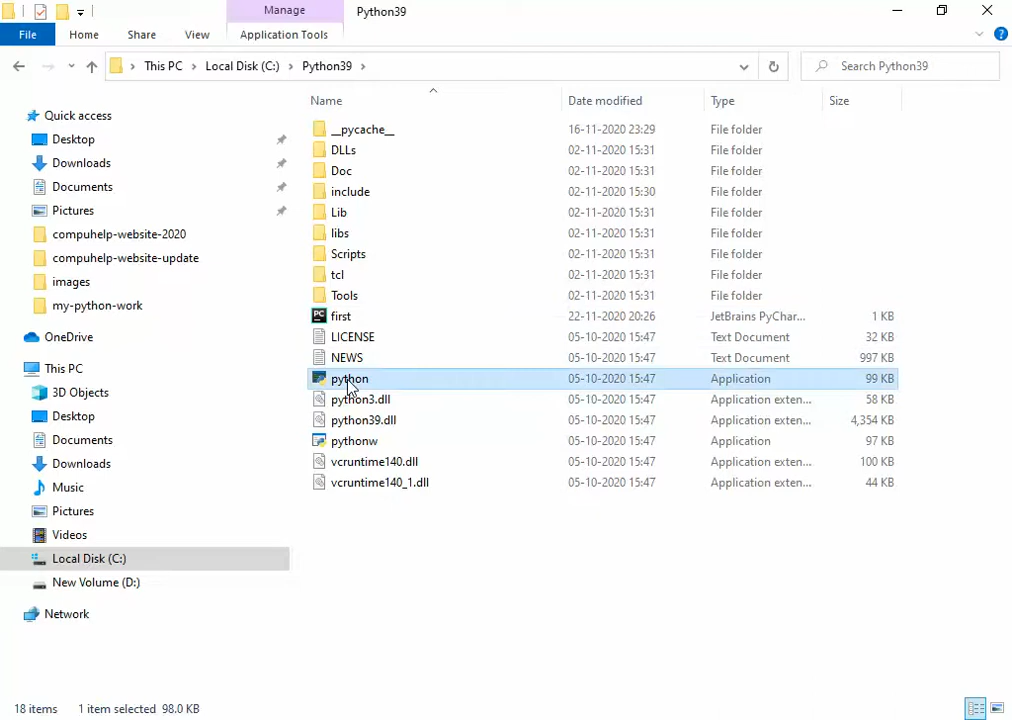 Manage
Python39
File
Home
Share
View
Application Tools
This PC
Local Disk (C:)
Python39
Search Python39
Name
Date modified
Type
Size
Quick access
Desktop
Downloads
Documents
Pictures
compuhelp-website-2020
compuhelp-website-update
images
my-python-work
OneDrive
This PC
3D Objects
Desktop
Documents
Downloads
Music
Pictures
Videos
Local Disk (C:)
New Volume (D:)
Network
__pycache__ 16-11-2020 23:29 File folder
DLLs 02-11-2020 15:31 File folder
Doc 02-11-2020 15:31 File folder
include 02-11-2020 15:30 File folder
Lib 02-11-2020 15:31 File folder
libs 02-11-2020 15:31 File folder
Scripts 02-11-2020 15:31 File folder
tcl 02-11-2020 15:31 File folder
Tools 02-11-2020 15:31 File folder
first 22-11-2020 20:26 JetBrains PyChar... 1 KB
LICENSE 05-10-2020 15:47 Text Document 32 KB
NEWS 05-10-2020 15:47 Text Document 997 KB
python 05-10-2020 15:47 Application 99 KB
python3.dll 05-10-2020 15:47 Application exten... 58 KB
python39.dll 05-10-2020 15:47 Application exten... 4,354 KB
pythonw 05-10-2020 15:47 Application 97 KB
vcruntime140.dll 05-10-2020 15:47 Application exten... 100 KB
vcruntime140_1.dll 05-10-2020 15:47 Application exten... 44 KB
18 items 1 item selected 98.0 KB